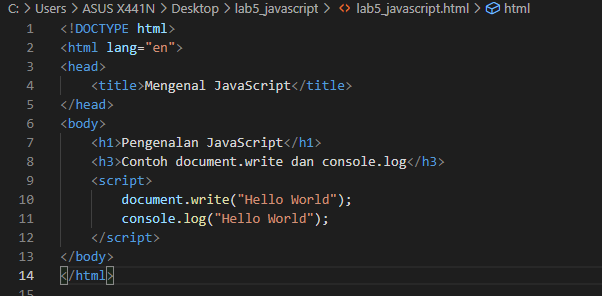 C: > Users > ASUS X441N > Desktop > lab5_javascript > <> lab5_javascript.html > html
1 <!DOCTYPE html>
2 <html lang="en">
3 <head>
4     <title>Mengenal JavaScript</title>
5 </head>
6 <body>
7     <h1>Pengenalan JavaScript</h1>
8     <h3>Contoh document.write dan console.log</h3>
9     <script>
10         document.write("Hello World");
11         console.log("Hello World");
12     </script>
13 </body>
14 </html>
15